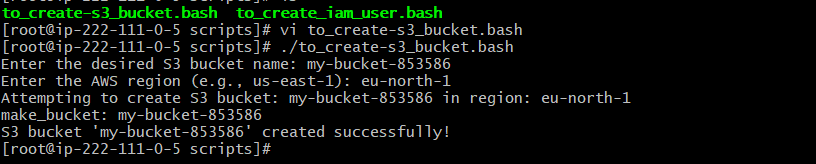 to_create-s3_bucket.bash  to_create_iam_user.bash
[root@ip-222-111-0-5 scripts]# vi to_create-s3_bucket.bash
[root@ip-222-111-0-5 scripts]# ./to_create-s3_bucket.bash
Enter the desired S3 bucket name: my-bucket-853586
Enter the AWS region (e.g., us-east-1): eu-north-1
Attempting to create S3 bucket: my-bucket-853586 in region: eu-north-1
make_bucket: my-bucket-853586
S3 bucket 'my-bucket-853586' created successfully!
[root@ip-222-111-0-5 scripts]#